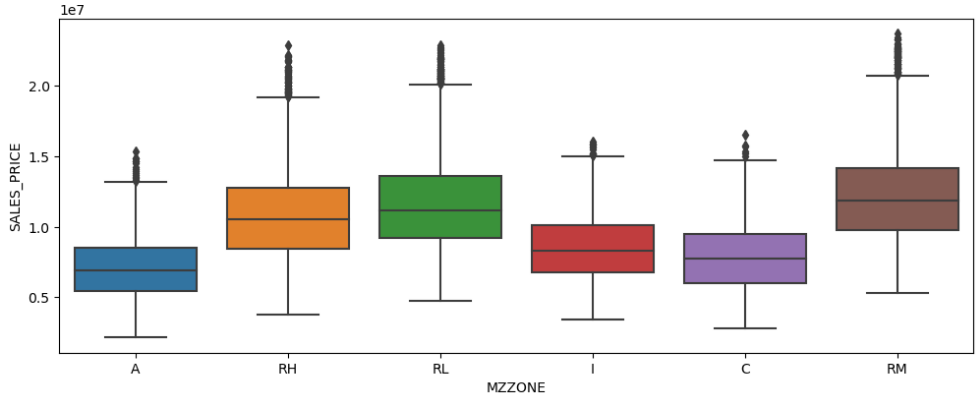 1e7
2.0
1.5
1.0
0.5
SALES_PRICE
A RH RL I C RM
MZZONE